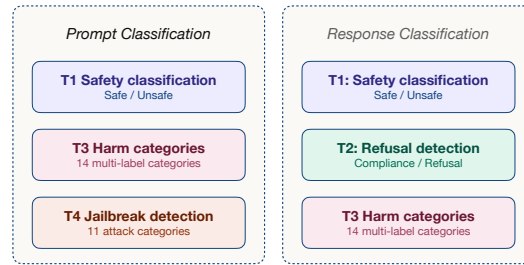 Prompt Classification
T1 Safety classification
Safe / Unsafe
T3 Harm categories
14 multi-label categories
T4 Jailbreak detection
11 attack categories
Response Classification
T1: Safety classification
Safe / Unsafe
T2: Refusal detection
Compliance / Refusal
T3 Harm categories
14 multi-label categories